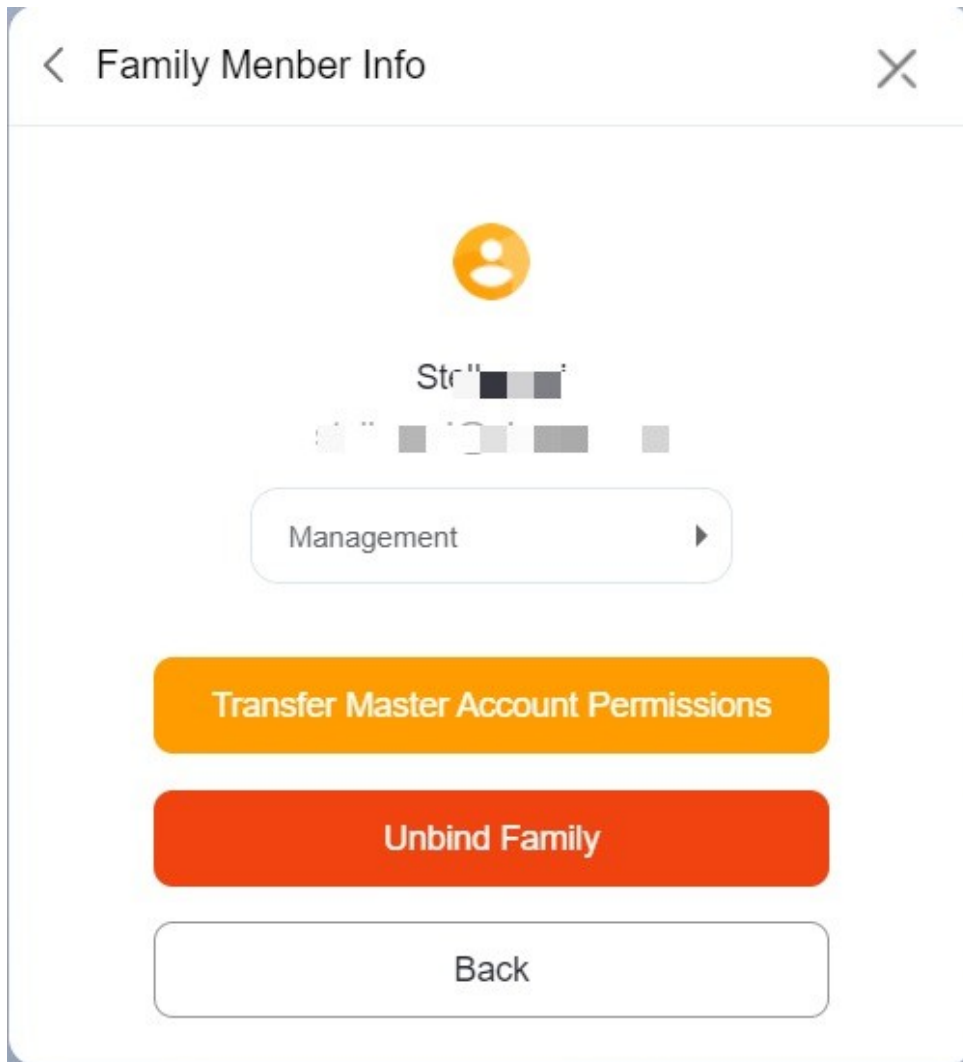 Family Menber Info
Management
Transfer Master Account Permissions
Unbind Family
Back